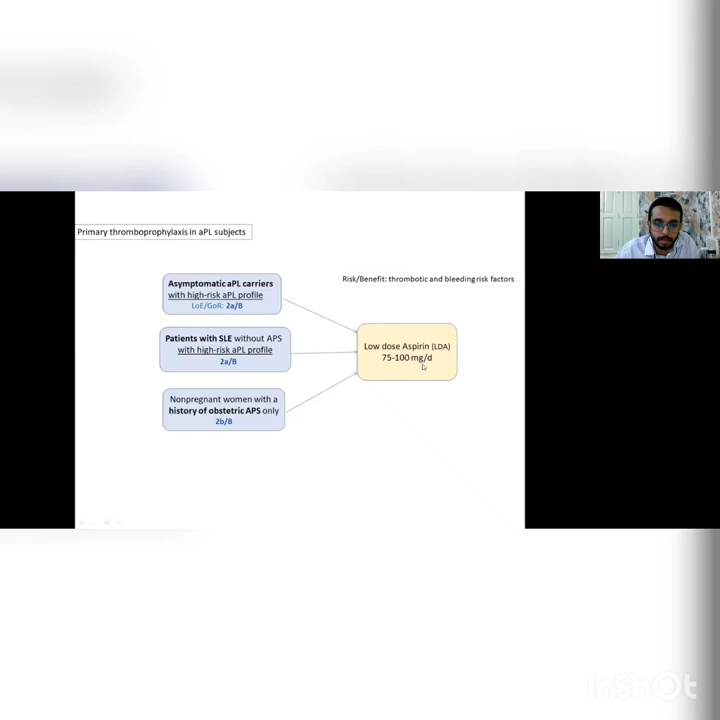 Primary thromboprophylaxis in aPL subjects
Risk/Benefit: thrombotic and bleeding risk factors
Asymptomatic aPL carriers
with high-risk aPL profile
LoE/GoR: 2a/B
Patients with SLE without APS
with high-risk aPL profile
2a/B
Nonpregnant women with a
history of obstetric APS only
2b/B
Low dose Aspirin (LDA)
75-100 mg/d
InShOt